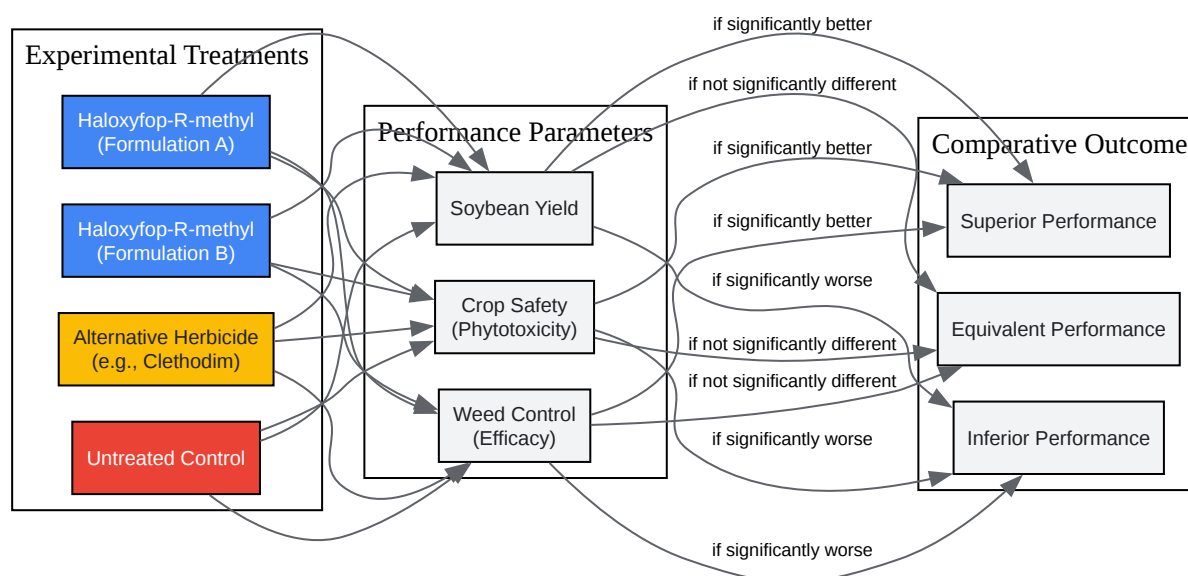 Experimental Treatments
Haloxyfop-R-methyl
(Formulation A)
Haloxyfop-R-methyl
(Formulation B)
Alternative Herbicide
(e.g., Clethodim)
Untreated Control
Performance Parameters
Soybean Yield
Crop Safety
(Phytotoxicity)
Weed Control
(Efficacy)
if significantly better
if not significantly different
if significantly better
if significantly better
if significantly worse
if not significantly different
if not significantly different
if significantly worse
if significantly worse
Comparative Outcome
Superior Performance
Equivalent Performance
Inferior Performance